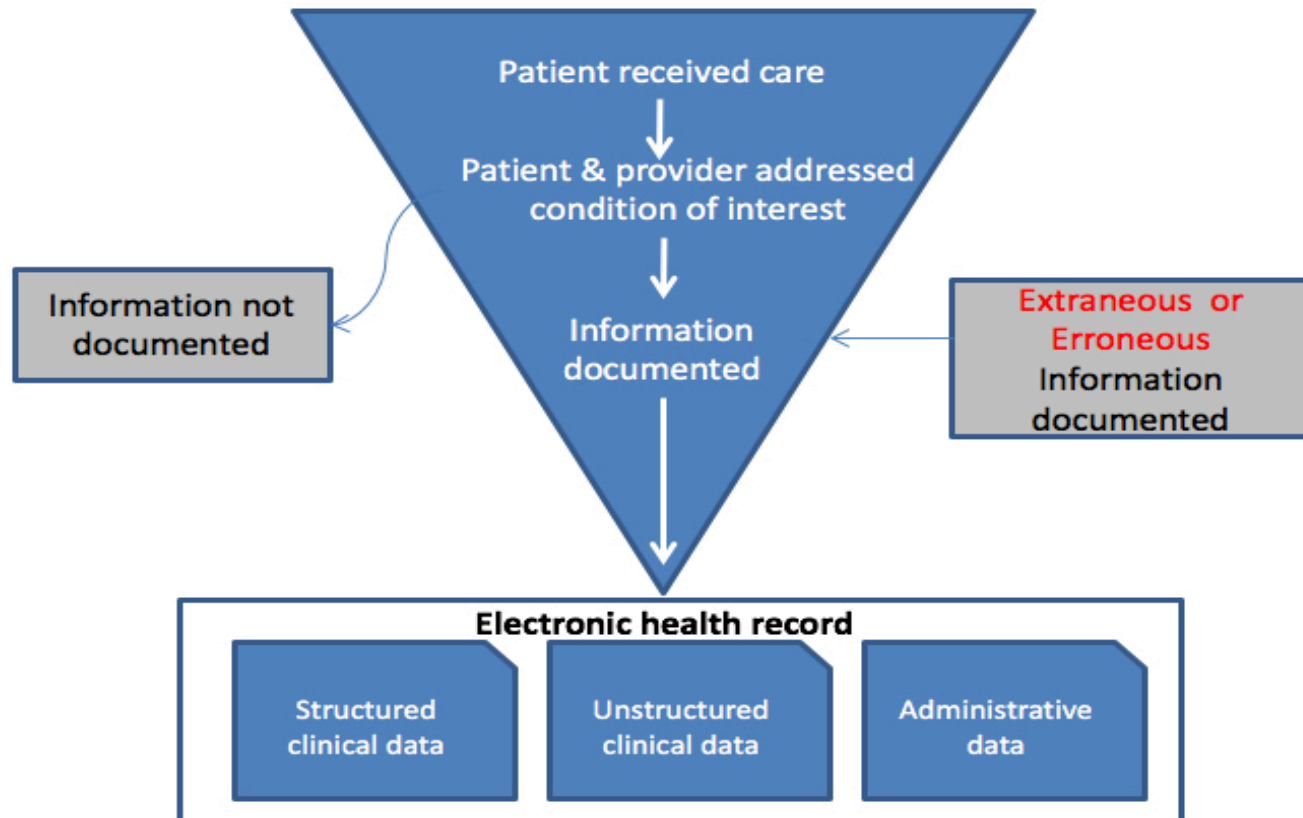 Patient received care
Patient & provider addressed
condition of interest
Information not
documented
Information
documented
Extraneous or
Erroneous
Information
documented
Electronic health record
Structured
clinical data
Unstructured
clinical data
Administrative
data